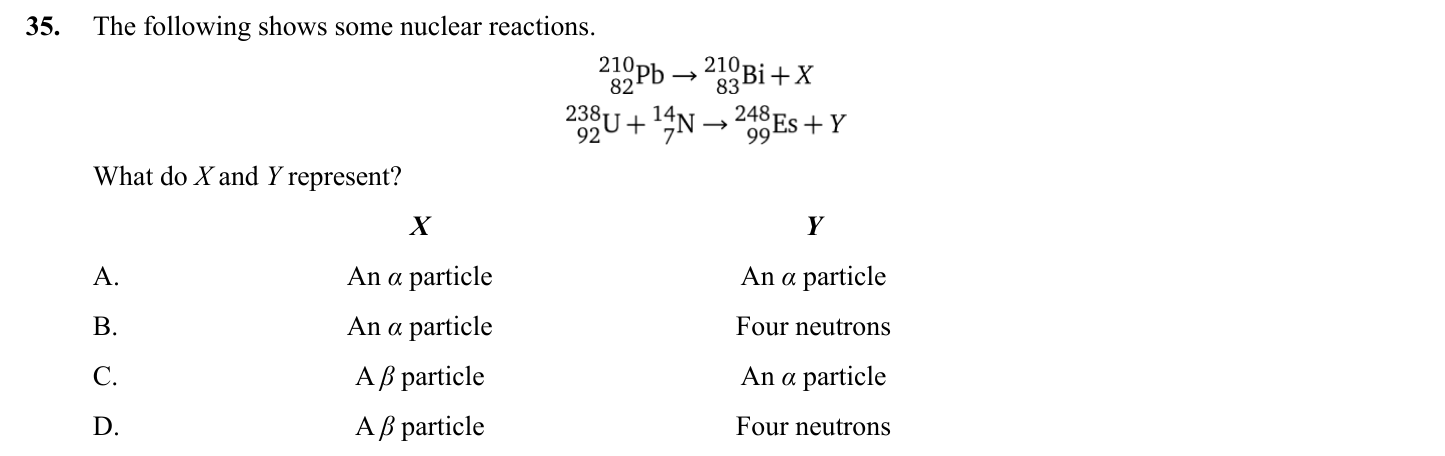 35. The following shows some nuclear reactions.
²¹⁰₈₂Pb → ²¹⁰₈₃Bi + X
²³⁸₉₂U + ¹⁴₇N → ²⁴⁸₉₉Es + Y
What do X and Y represent?
X Y
A. An α particle An α particle
B. An α particle Four neutrons
C. A β particle An α particle
D. A β particle Four neutrons